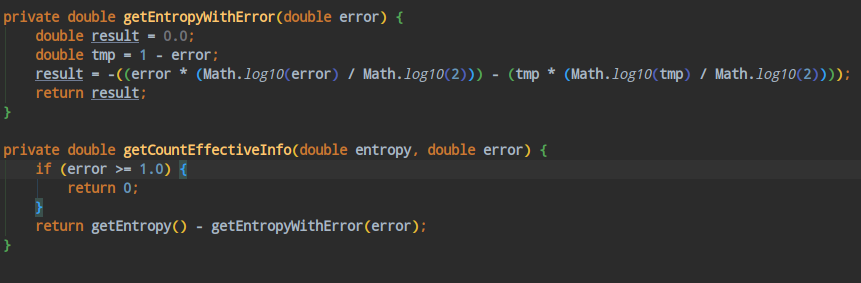 private double getEntropyWithError(double error) {
    double result = 0.0;
    double tmp = 1 - error;
    result = -((error * (Math.log10(error) / Math.log10(2))) - (tmp * (Math.log10(tmp) / Math.log10(2))));
    return result;
}
private double getCountEffectiveInfo(double entropy, double error) {
    if (error >= 1.0) {
        return 0;
    }
    return getEntropy() - getEntropyWithError(error);
}